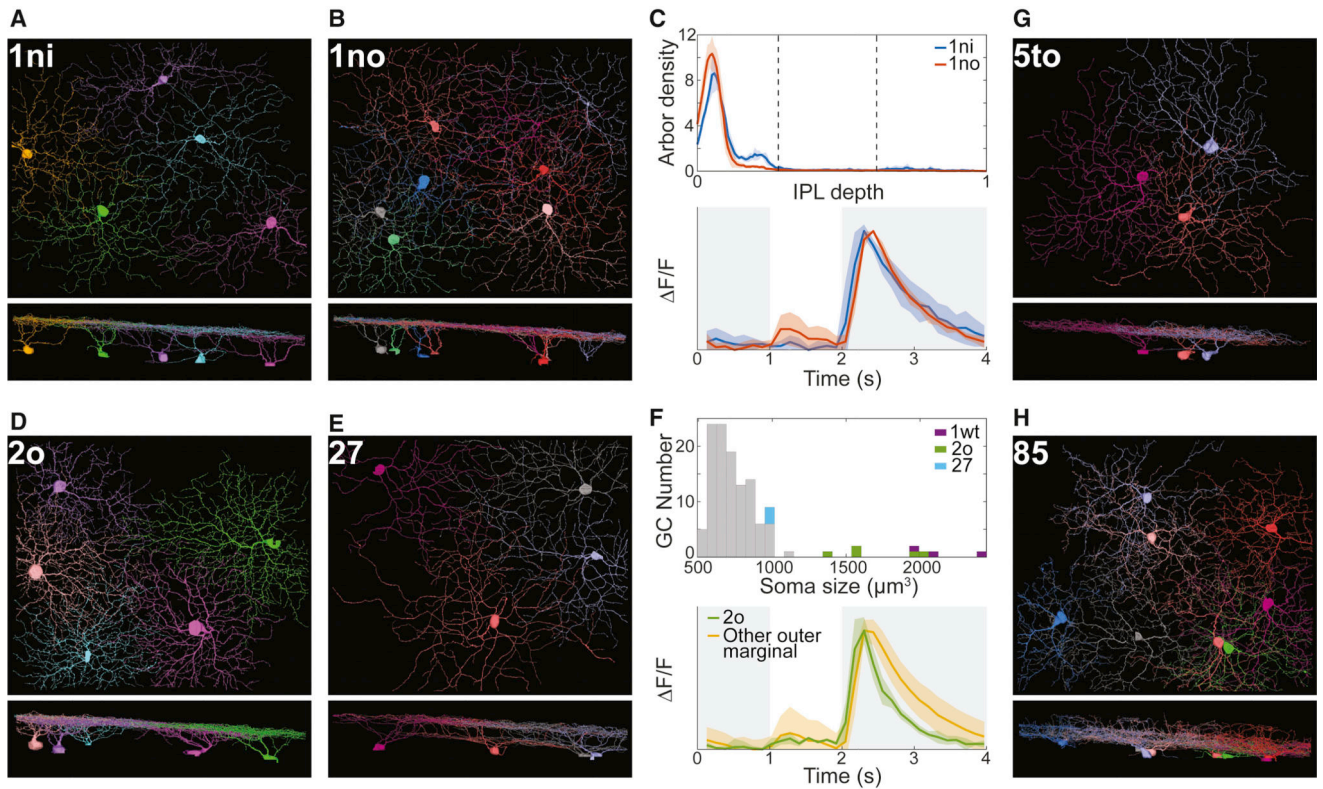 A
1ni
B
1no
C
Arbor density
12
8
4
0
1ni
1no
0
1
IPL depth
ΔF/F
0
1
2
3
4
Time (s)
G
5to
D
2o
E
27
F
GC Number
20
10
0
1wt
2o
27
500
1000
1500
2000
Soma size (μm³)
ΔF/F
2o
Other outer
marginal
0
1
2
3
4
Time (s)
H
85